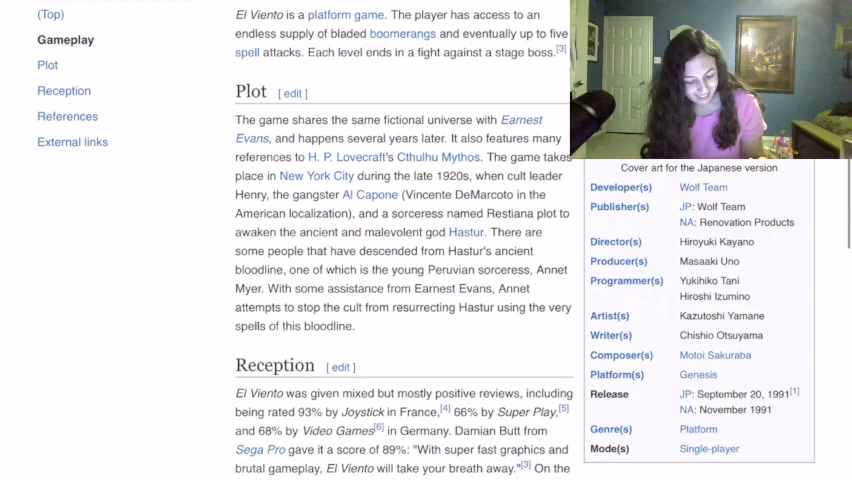 (Top)
Gameplay
Plot
Reception
References
External links
El Viento is a platform game. The player has access to an
endless supply of bladed boomerangs and eventually up to five
spell attacks. Each level ends in a fight against a stage boss.[3]
Plot [ edit ]
The game shares the same fictional universe with Earnest
Evans, and happens several years later. It also features many
references to H. P. Lovecraft's Cthulhu Mythos. The game takes
place in New York City during the late 1920s, when cult leader
Henry, the gangster Al Capone (Vincente DeMarcoto in the
American localization), and a sorceress named Restiana plot to
awaken the ancient and malevolent god Hastur. There are
some people that have descended from Hastur's ancient
bloodline, one of which is the young Peruvian sorceress, Annet
Myer. With some assistance from Earnest Evans, Annet
attempts to stop the cult from resurrecting Hastur using the very
spells of this bloodline.
Reception [ edit ]
El Viento was given mixed but mostly positive reviews, including
being rated 93% by Joystick in France,[4] 66% by Super Play,[5]
and 68% by Video Games[6] in Germany. Damian Butt from
Sega Pro gave it a score of 89%: "With super fast graphics and
brutal gameplay, El Viento will take your breath away."[3] On the
Cover art for the Japanese version
Developer(s) Wolf Team
Publisher(s) JP: Wolf Team
NA: Renovation Products
Director(s) Hiroyuki Kayano
Producer(s) Masaaki Uno
Programmer(s) Yukihiko Tani
Hiroshi Izumino
Artist(s) Kazutoshi Yamane
Writer(s) Chishio Otsuyama
Composer(s) Motoi Sakuraba
Platform(s) Genesis
Release JP: September 20, 1991[1]
NA: November 1991
Genre(s) Platform
Mode(s) Single-player